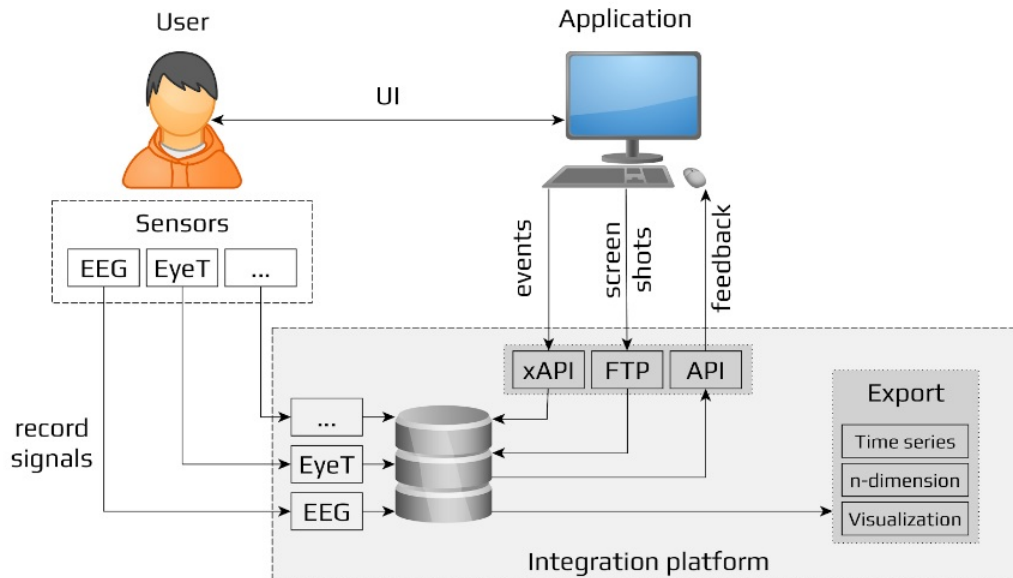 User
Application
UI
Sensors
EEG
EyeT
...
events
screen
shots
feedback
xAPI
FTP
API
record
signals
...
EyeT
EEG
Export
Time series
n-dimension
Visualization
Integration platform